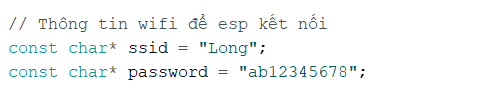 // Thông tin wifi để esp kết nối
const char* ssid = "Long";
const char* password = "ab12345678";